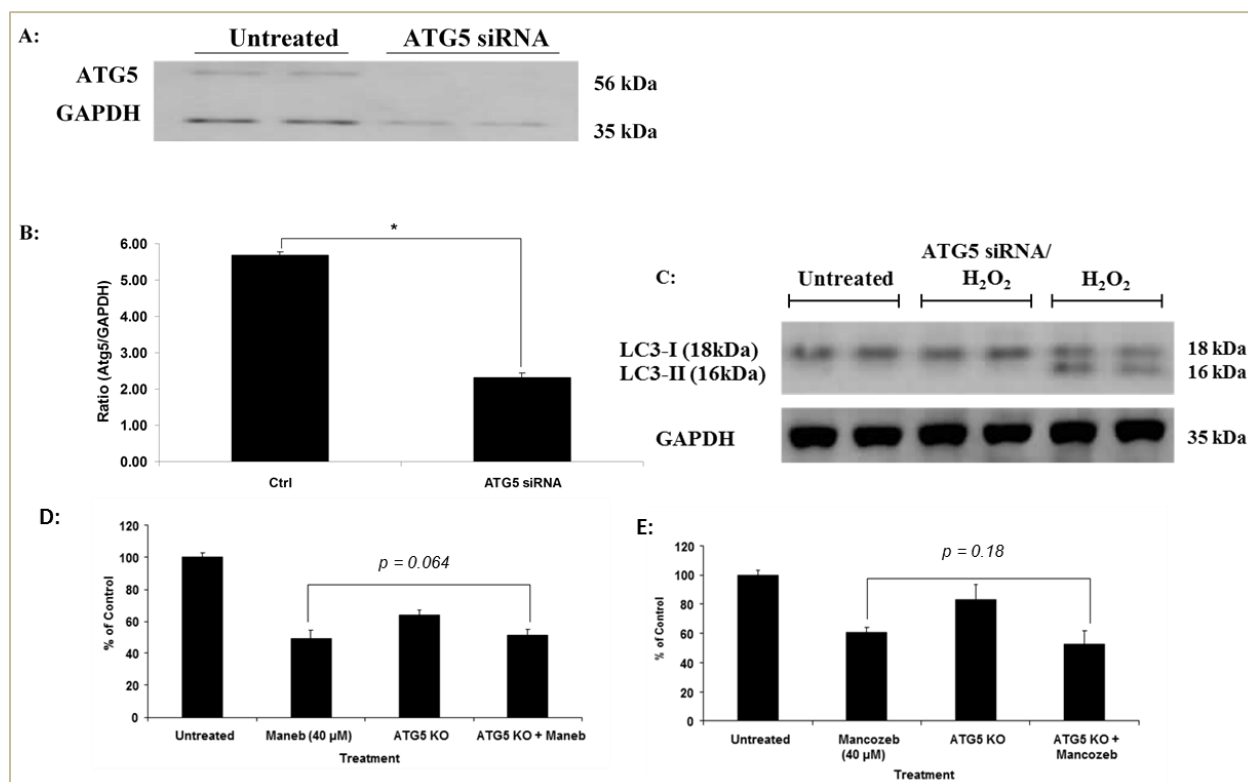 A:
Untreated ATG5 siRNA
ATG5 56 kDa
GAPDH 35 kDa
B:
*
Ratio (Atg5/GAPDH)
6.00
5.00
4.00
3.00
2.00
1.00
0.00
Ctrl ATG5 siRNA
C:
ATG5 siRNA/
Untreated H₂O₂ H₂O₂
LC3-I (18kDa) 18 kDa
LC3-II (16kDa) 16 kDa
GAPDH 35 kDa
D:
% of Control
120
100
80
60
40
20
0
p = 0.064
Untreated Maneb (40 µM) ATG5 KO ATG5 KO + Maneb
Treatment
E:
% of Control
120
100
80
60
40
20
0
p = 0.18
Untreated Mancozeb ATG5 KO ATG5 KO +
(40 µM) Mancozeb
Treatment